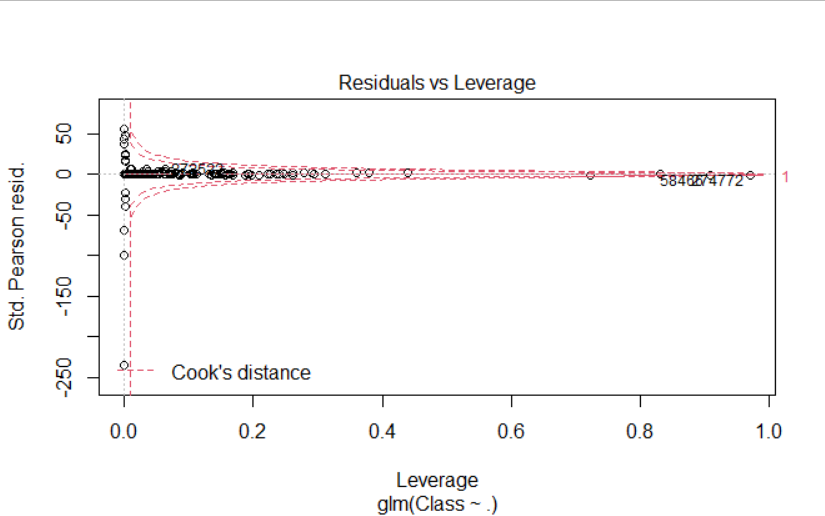 Residuals vs Leverage
Std. Pearson resid.
50
0
-50
-150
-250
1
Cook's distance
0.0 0.2 0.4 0.6 0.8 1.0
Leverage
glm(Class ~ .)